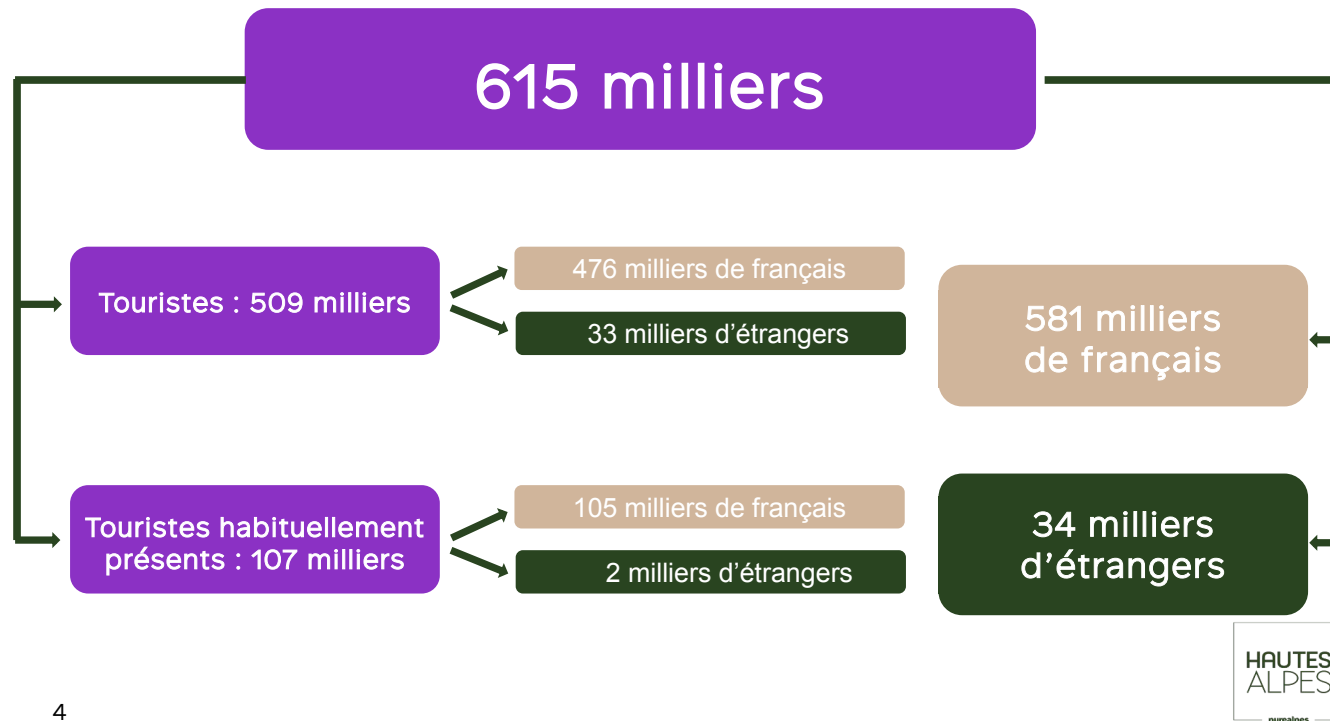 615 milliers
Touristes : 509 milliers
476 milliers de français
33 milliers d’étrangers
581 milliers
de français
Touristes habituellement
présents : 107 milliers
105 milliers de français
2 milliers d’étrangers
34 milliers
d’étrangers
HAUTES
ALPES
purealpes
4